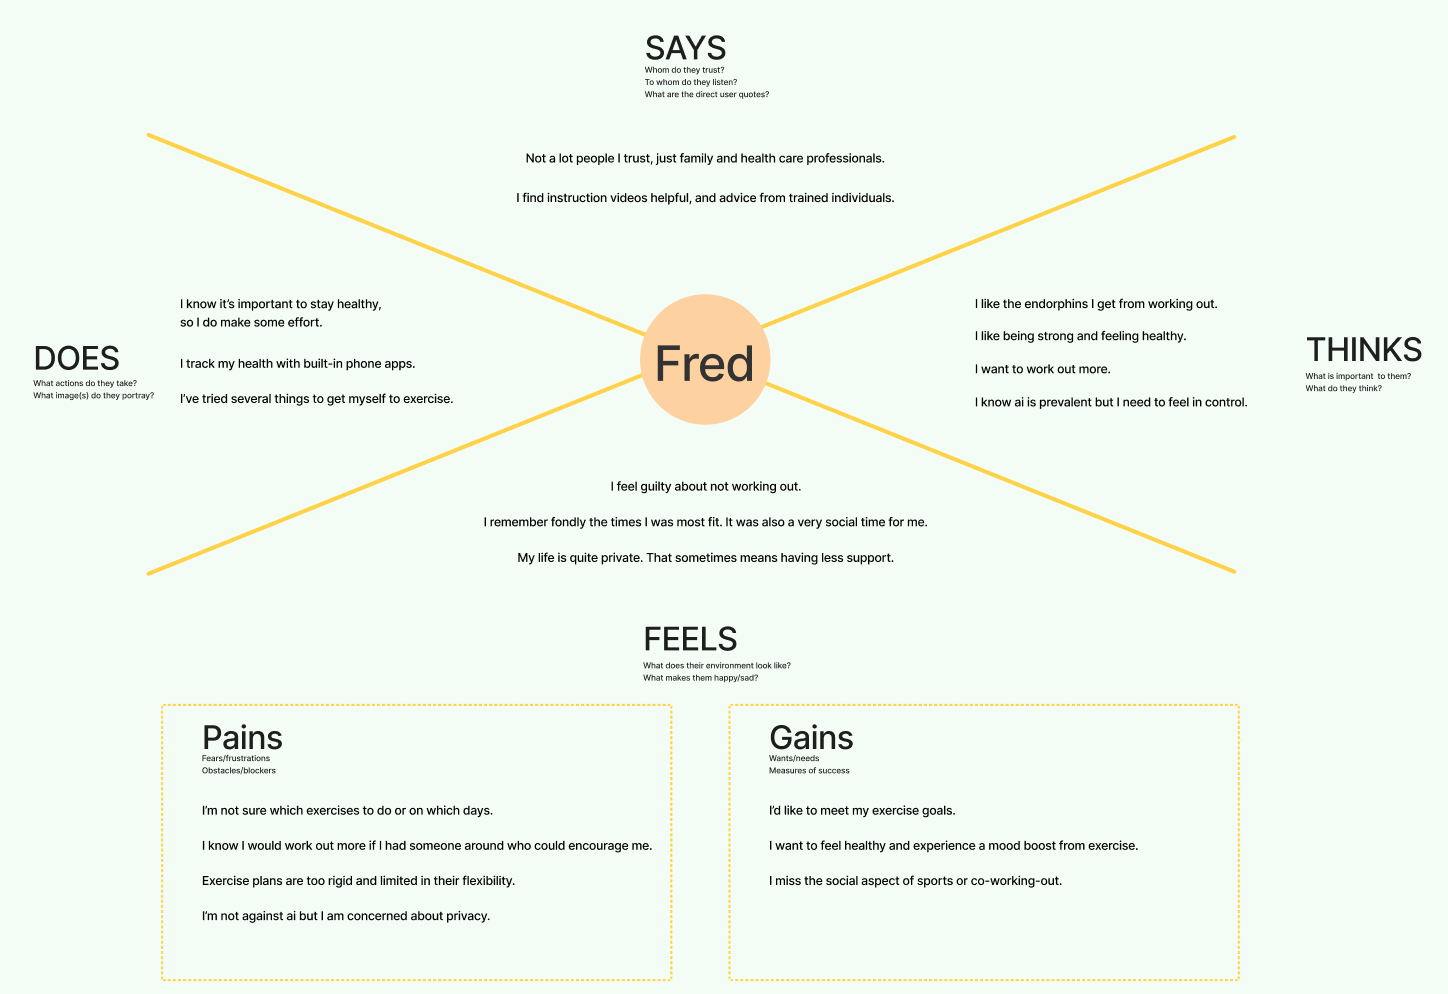 SAYS
Whom do they trust?
To whom do they listen?
What are the direct user quotes?
Not a lot people I trust, just family and health care professionals.
I find instruction videos helpful, and advice from trained individuals.
DOES
What actions do they take?
What image(s) do they portray?
I know it’s important to stay healthy,
so I do make some effort.
I track my health with built-in phone apps.
I’ve tried several things to get myself to exercise.
Fred
I like the endorphins I get from working out.
I like being strong and feeling healthy.
I want to work out more.
I know ai is prevalent but I need to feel in control.
THINKS
What is important to them?
What do they think?
I feel guilty about not working out.
I remember fondly the times I was most fit. It was also a very social time for me.
My life is quite private. That sometimes means having less support.
FEELS
What does their environment look like?
What makes them happy/sad?
Pains
Fears/frustrations
Obstacles/blockers
I’m not sure which exercises to do or on which days.
I know I would work out more if I had someone around who could encourage me.
Exercise plans are too rigid and limited in their flexibility.
I’m not against ai but I am concerned about privacy.
Gains
Wants/needs
Measures of success
I’d like to meet my exercise goals.
I want to feel healthy and experience a mood boost from exercise.
I miss the social aspect of sports or co-working-out.